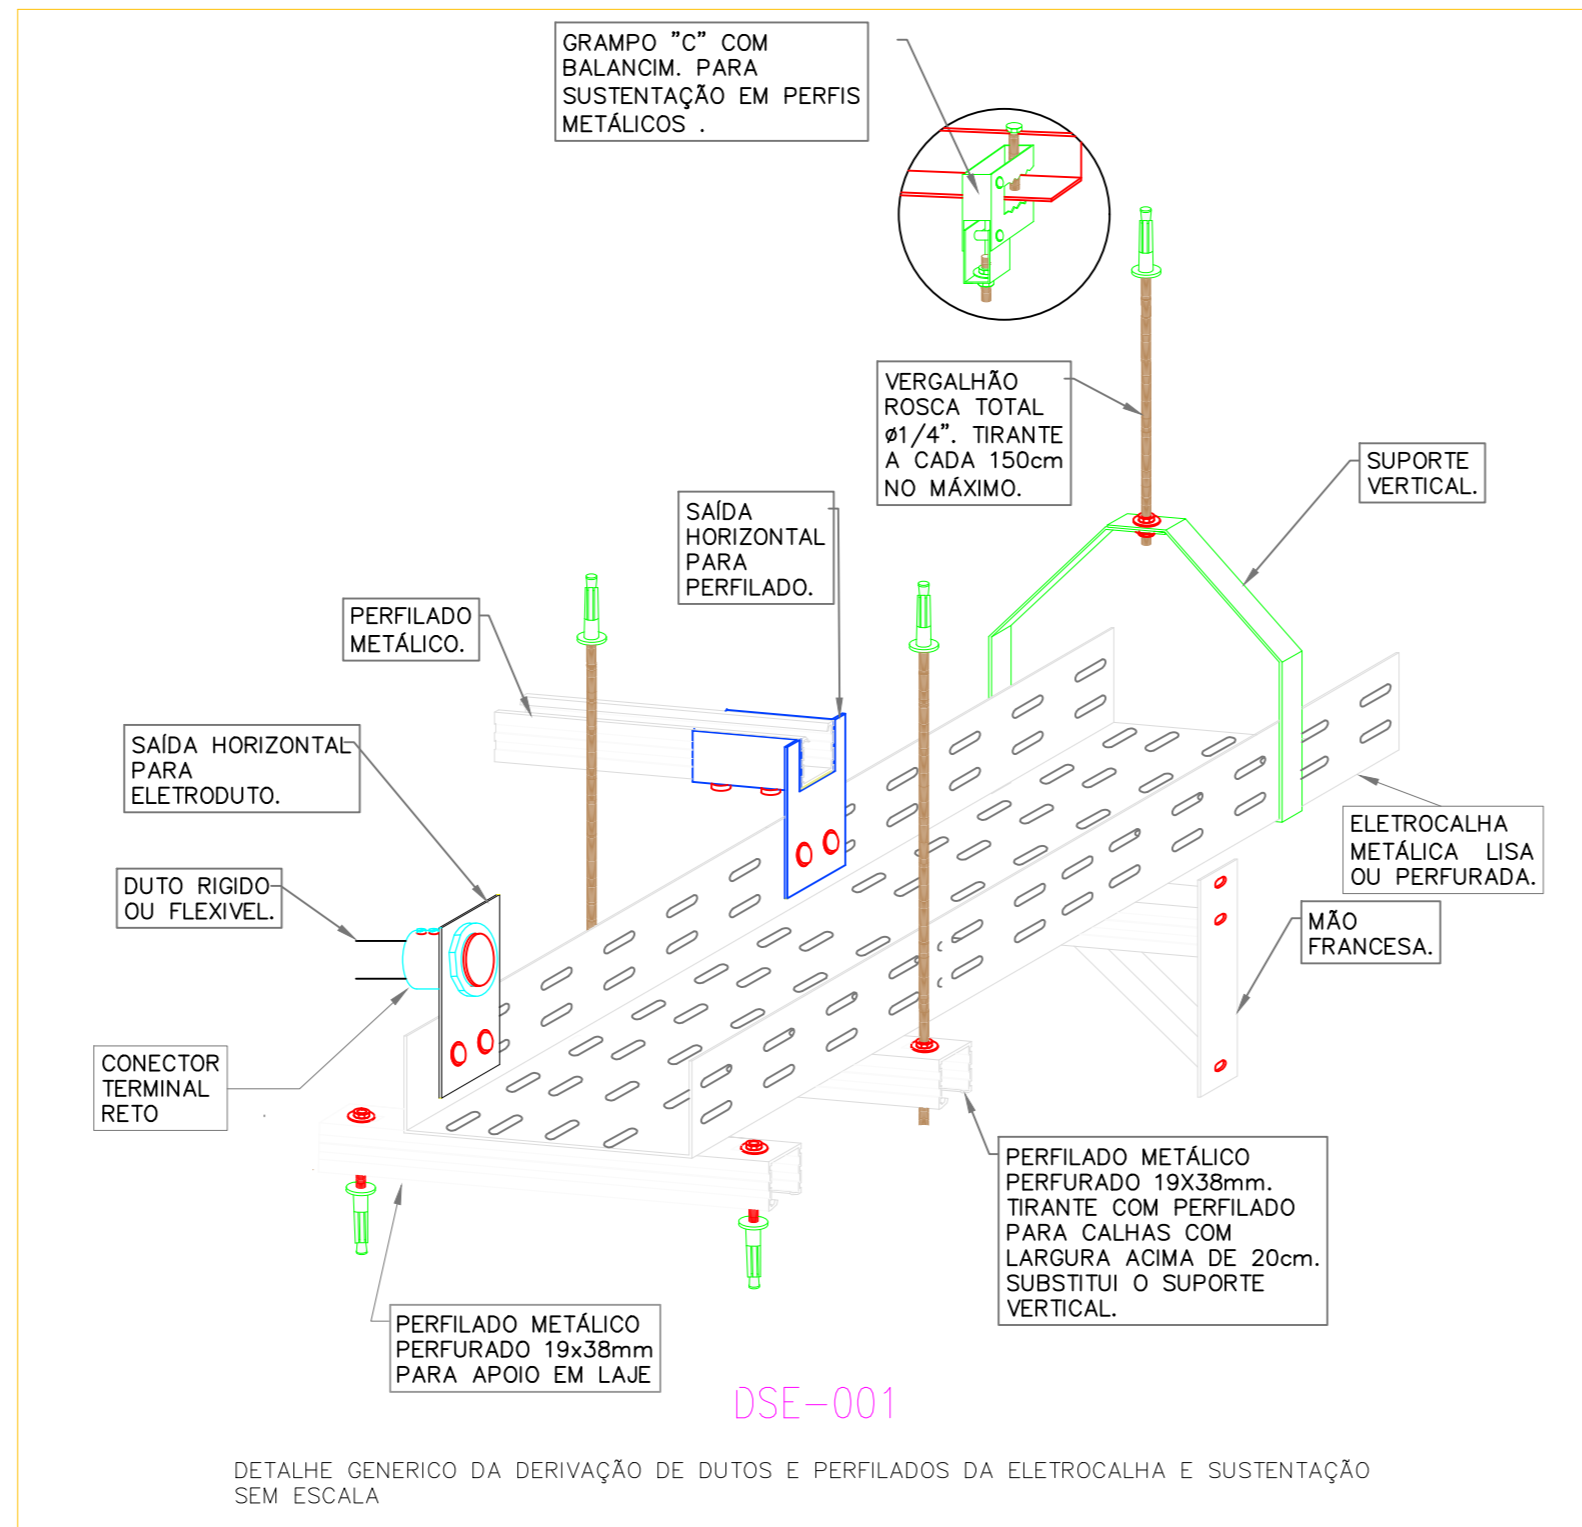 GRAMPO "C" COM
BALANCIM. PARA
SUSTENTAÇÃO EM PERFIS
METÁLICOS .
VERGALHÃO
ROSCA TOTAL
ø1/4". TIRANTE
A CADA 150cm
NO MÁXIMO.
SUPORTE
VERTICAL.
SAÍDA
HORIZONTAL
PARA
PERFILADO.
PERFILADO
METÁLICO.
SAÍDA HORIZONTAL
PARA
ELETRODUTO.
DUTO RIGIDO
OU FLEXIVEL.
ELETROCALHA
METÁLICA LISA
OU PERFURADA.
MÃO
FRANCESA.
CONECTOR
TERMINAL
RETO
PERFILADO METÁLICO
PERFURADO 19X38mm.
TIRANTE COM PERFILADO
PARA CALHAS COM
LARGURA ACIMA DE 20cm.
SUBSTITUI O SUPORTE
VERTICAL.
PERFILADO METÁLICO
PERFURADO 19x38mm
PARA APOIO EM LAJE
DSE-001
DETALHE GENERICO DA DERIVAÇÃO DE DUTOS E PERFILADOS DA ELETROCALHA E SUSTENTAÇÃO
SEM ESCALA